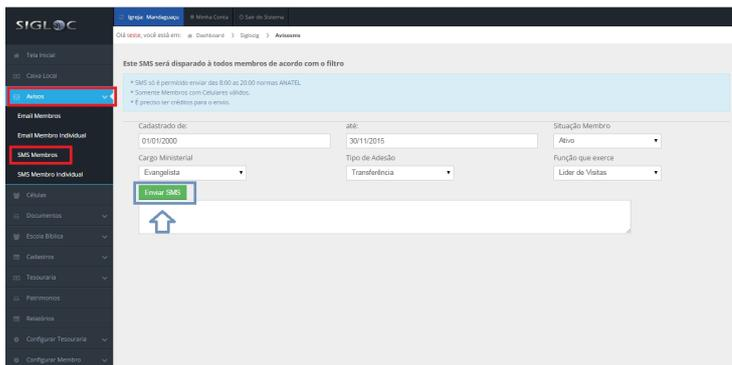 SIGLOC
Igreja: Mandaguaçu
Minha Conta
Sair do Sistema
Olá teste, você está em: Dashboard > Siglocig > Avisosms
Tela Inicial
Caixa Local
Avisos
Email Membros
Email Membro Individual
SMS Membros
SMS Membro Individual
Células
Documentos
Escola Bíblica
Cadastros
Tesouraria
Patrimonios
Relatórios
Configurar Tesouraria
Configurar Membro
Este SMS será disparado à todos membros de acordo com o filtro
* SMS só é permitido enviar das 8:00 as 20:00 normas ANATEL
* Somente Membros com Celulares válidos.
* É preciso ter créditos para o envio.
Cadastrado de: até: Situação Membro
01/01/2000 30/11/2015 Ativo
Cargo Ministerial Tipo de Adesão Função que exerce
Evangelista Transferência Lider de Visitas
Enviar SMS